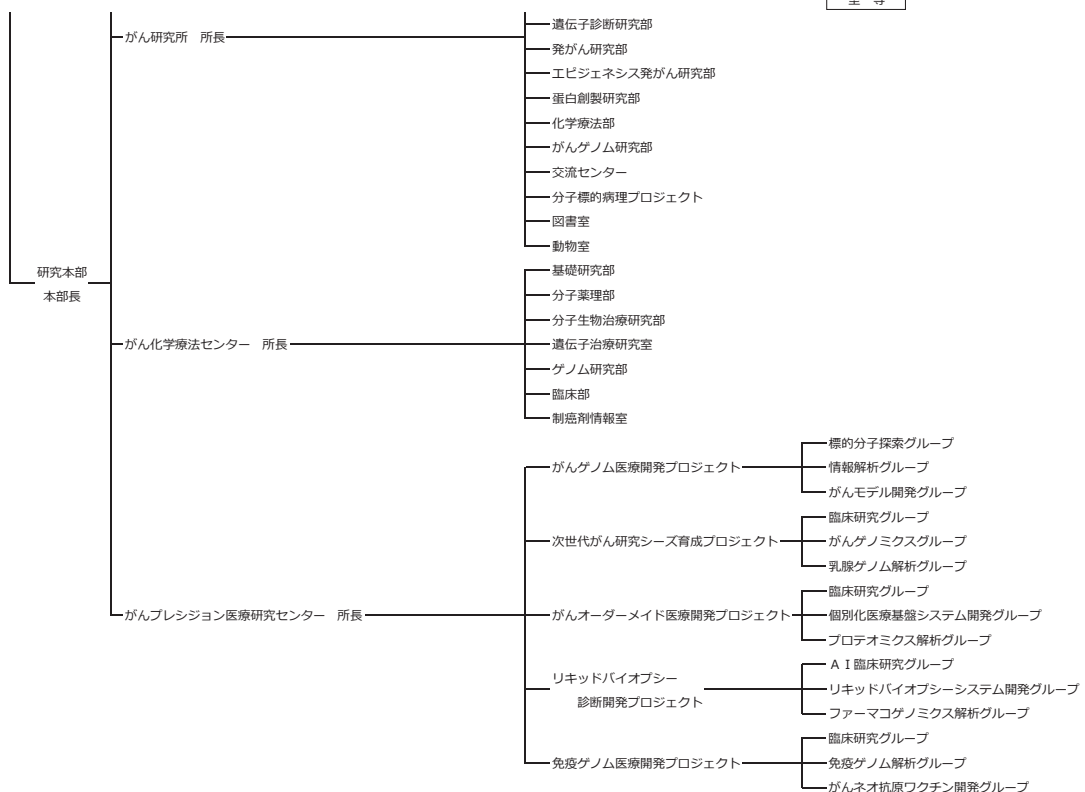 がん研究所　所長
遺伝子診断研究部
発がん研究部
エピジェネシス発がん研究部
蛋白創製研究部
化学療法部
がんゲノム研究部
交流センター
分子標的病理プロジェクト
図書室
動物室
研究本部
本部長
がん化学療法センター　所長
基礎研究部
分子薬理部
分子生物治療研究部
遺伝子治療研究室
ゲノム研究部
臨床部
制癌剤情報室
がんプレシジョン医療研究センター　所長
がんゲノム医療開発プロジェクト
標的分子探索グループ
情報解析グループ
がんモデル開発グループ
次世代がん研究シーズ育成プロジェクト
臨床研究グループ
がんゲノミクスグループ
乳腺ゲノム解析グループ
がんオーダーメイド医療開発プロジェクト
臨床研究グループ
個別化医療基盤システム開発グループ
プロテオミクス解析グループ
リキッドバイオプシー
診断開発プロジェクト
ＡＩ臨床研究グループ
リキッドバイオプシーシステム開発グループ
ファーマコゲノミクス解析グループ
免疫ゲノム医療開発プロジェクト
臨床研究グループ
免疫ゲノム解析グループ
がんネオ抗原ワクチン開発グループ